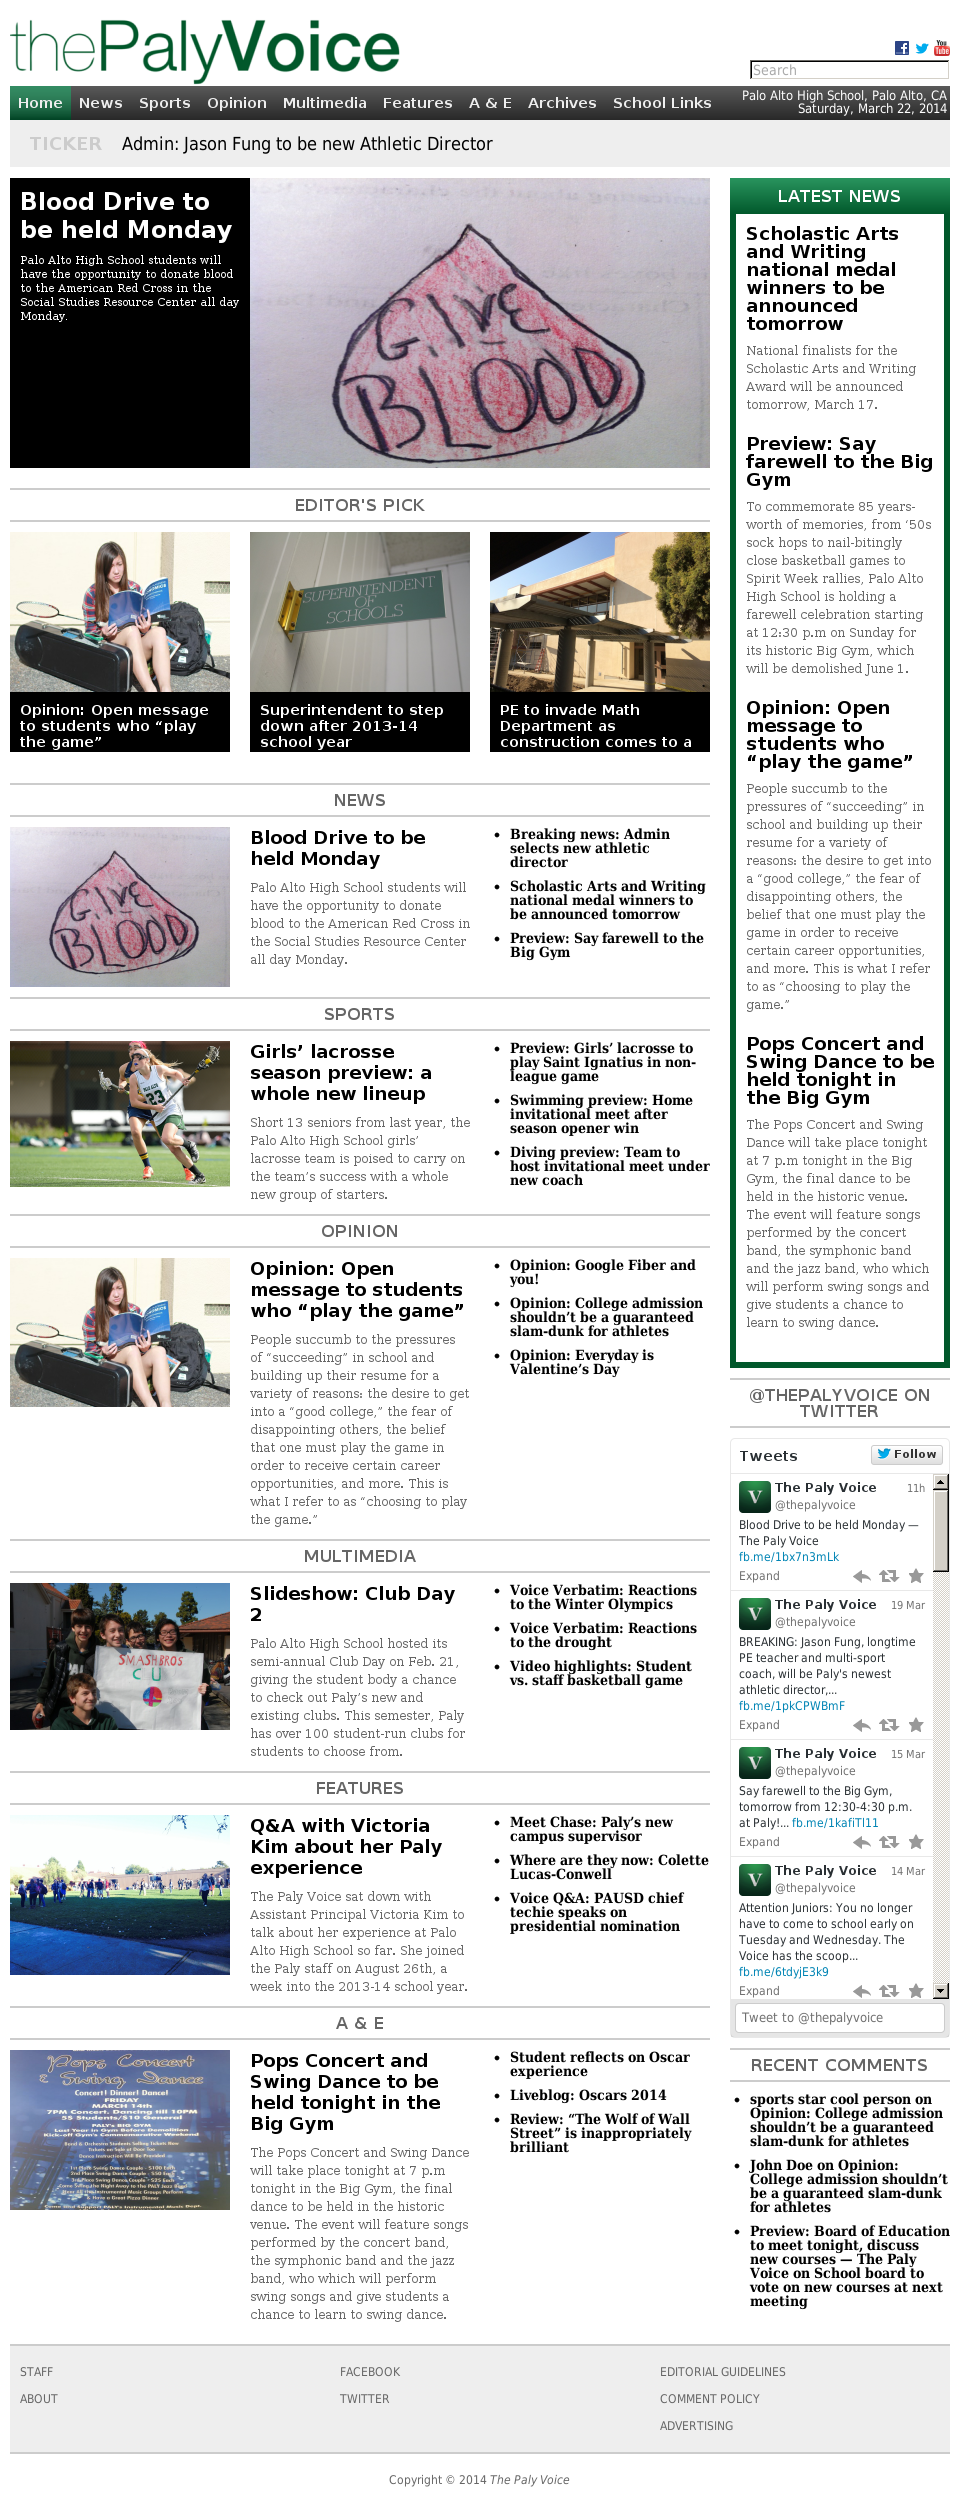 thePalyVoice
Search
Home News Sports Opinion Multimedia Features A & E Archives School Links
Palo Alto High School, Palo Alto, CA
Saturday, March 22, 2014
TICKER Admin: Jason Fung to be new Athletic Director
Blood Drive to
be held Monday
Palo Alto High School students will
have the opportunity to donate blood
to the American Red Cross in the
Social Studies Resource Center all day
Monday.
GIVE
BLOOD
EDITOR'S PICK
SUPERINTENDENT
OF
SCHOOLS
Opinion: Open message
to students who “play
the game”
Superintendent to step
down after 2013-14
school year
PE to invade Math
Department as
construction comes to a
NEWS
GIVE
BLOOD
Blood Drive to be
held Monday
Palo Alto High School students will
have the opportunity to donate
blood to the American Red Cross in
the Social Studies Resource Center
all day Monday.
• Breaking news: Admin
selects new athletic
director
• Scholastic Arts and Writing
national medal winners to
be announced tomorrow
• Preview: Say farewell to the
Big Gym
SPORTS
23
Girls’ lacrosse
season preview: a
whole new lineup
Short 13 seniors from last year, the
Palo Alto High School girls’
lacrosse team is poised to carry on
the team’s success with a whole
new group of starters.
• Preview: Girls’ lacrosse to
play Saint Ignatius in non-
league game
• Swimming preview: Home
invitational meet after
season opener win
• Diving preview: Team to
host invitational meet under
new coach
OPINION
Opinion: Open
message to students
who “play the game”
People succumb to the pressures
of “succeeding” in school and
building up their resume for a
variety of reasons: the desire to get
into a “good college,” the fear of
disappointing others, the belief
that one must play the game in
order to receive certain career
opportunities, and more. This is
what I refer to as “choosing to play
the game.”
• Opinion: Google Fiber and
you!
• Opinion: College admission
shouldn’t be a guaranteed
slam-dunk for athletes
• Opinion: Everyday is
Valentine’s Day
MULTIMEDIA
SMASH BROS
CU
Slideshow: Club Day
2
Palo Alto High School hosted its
semi-annual Club Day on Feb. 21,
giving the student body a chance
to check out Paly’s new and
existing clubs. This semester, Paly
has over 100 student-run clubs for
students to choose from.
• Voice Verbatim: Reactions
to the Winter Olympics
• Voice Verbatim: Reactions
to the drought
• Video highlights: Student
vs. staff basketball game
FEATURES
Q&A with Victoria
Kim about her Paly
experience
The Paly Voice sat down with
Assistant Principal Victoria Kim to
talk about her experience at Palo
Alto High School so far. She joined
the Paly staff on August 26th, a
week into the 2013-14 school year.
• Meet Chase: Paly’s new
campus supervisor
• Where are they now: Colette
Lucas-Conwell
• Voice Q&A: PAUSD chief
techie speaks on
presidential nomination
A & E
Pops Concert
& Swing Dance
Concert! Dinner! Dance!
FRIDAY
MARCH 14th
7PM Concert, Dancing till 10PM
5$ Students/$10 General
PALY's BIG GYM
Last Year in Gym Before Demolition
Kick-off Gym's Commemorative Weekend
Pops Concert and
Swing Dance to be
held tonight in the
Big Gym
The Pops Concert and Swing Dance
will take place tonight at 7 p.m
tonight in the Big Gym, the final
dance to be held in the historic
venue. The event will feature songs
performed by the concert band,
the symphonic band and the jazz
band, who which will perform
swing songs and give students a
chance to learn to swing dance.
• Student reflects on Oscar
experience
• Liveblog: Oscars 2014
• Review: “The Wolf of Wall
Street” is inappropriately
brilliant
LATEST NEWS
Scholastic Arts
and Writing
national medal
winners to be
announced
tomorrow
National finalists for the
Scholastic Arts and Writing
Award will be announced
tomorrow, March 17.
Preview: Say
farewell to the Big
Gym
To commemorate 85 years-
worth of memories, from ‘50s
sock hops to nail-bitingly
close basketball games to
Spirit Week rallies, Palo Alto
High School is holding a
farewell celebration starting
at 12:30 p.m on Sunday for
its historic Big Gym, which
will be demolished June 1.
Opinion: Open
message to
students who
“play the game”
People succumb to the
pressures of “succeeding” in
school and building up their
resume for a variety of
reasons: the desire to get into
a “good college,” the fear of
disappointing others, the
belief that one must play the
game in order to receive
certain career opportunities,
and more. This is what I refer
to as “choosing to play the
game.”
Pops Concert and
Swing Dance to be
held tonight in
the Big Gym
The Pops Concert and Swing
Dance will take place tonight
at 7 p.m tonight in the Big
Gym, the final dance to be
held in the historic venue.
The event will feature songs
performed by the concert
band, the symphonic band
and the jazz band, who which
will perform swing songs and
give students a chance to
learn to swing dance.
@THEPALYVOICE ON
TWITTER
Tweets Follow
The Paly Voice 11h
@thepalyvoice
Blood Drive to be held Monday —
The Paly Voice
fb.me/1bx7n3mLk
Expand
The Paly Voice 19 Mar
@thepalyvoice
BREAKING: Jason Fung, longtime
PE teacher and multi-sport
coach, will be Paly's newest
athletic director,...
fb.me/1pkCPWBmF
Expand
The Paly Voice 15 Mar
@thepalyvoice
Say farewell to the Big Gym,
tomorrow from 12:30-4:30 p.m.
at Paly!... fb.me/1kafiTI11
Expand
The Paly Voice 14 Mar
@thepalyvoice
Attention Juniors: You no longer
have to come to school early on
Tuesday and Wednesday. The
Voice has the scoop...
fb.me/6tdyjE3k9
Expand
Tweet to @thepalyvoice
RECENT COMMENTS
• sports star cool person on
Opinion: College admission
shouldn’t be a guaranteed
slam-dunk for athletes
• John Doe on Opinion:
College admission shouldn’t
be a guaranteed slam-dunk
for athletes
• Preview: Board of Education
to meet tonight, discuss
new courses — The Paly
Voice on School board to
vote on new courses at next
meeting
STAFF FACEBOOK EDITORIAL GUIDELINES
ABOUT TWITTER COMMENT POLICY
ADVERTISING
Copyright © 2014 The Paly Voice